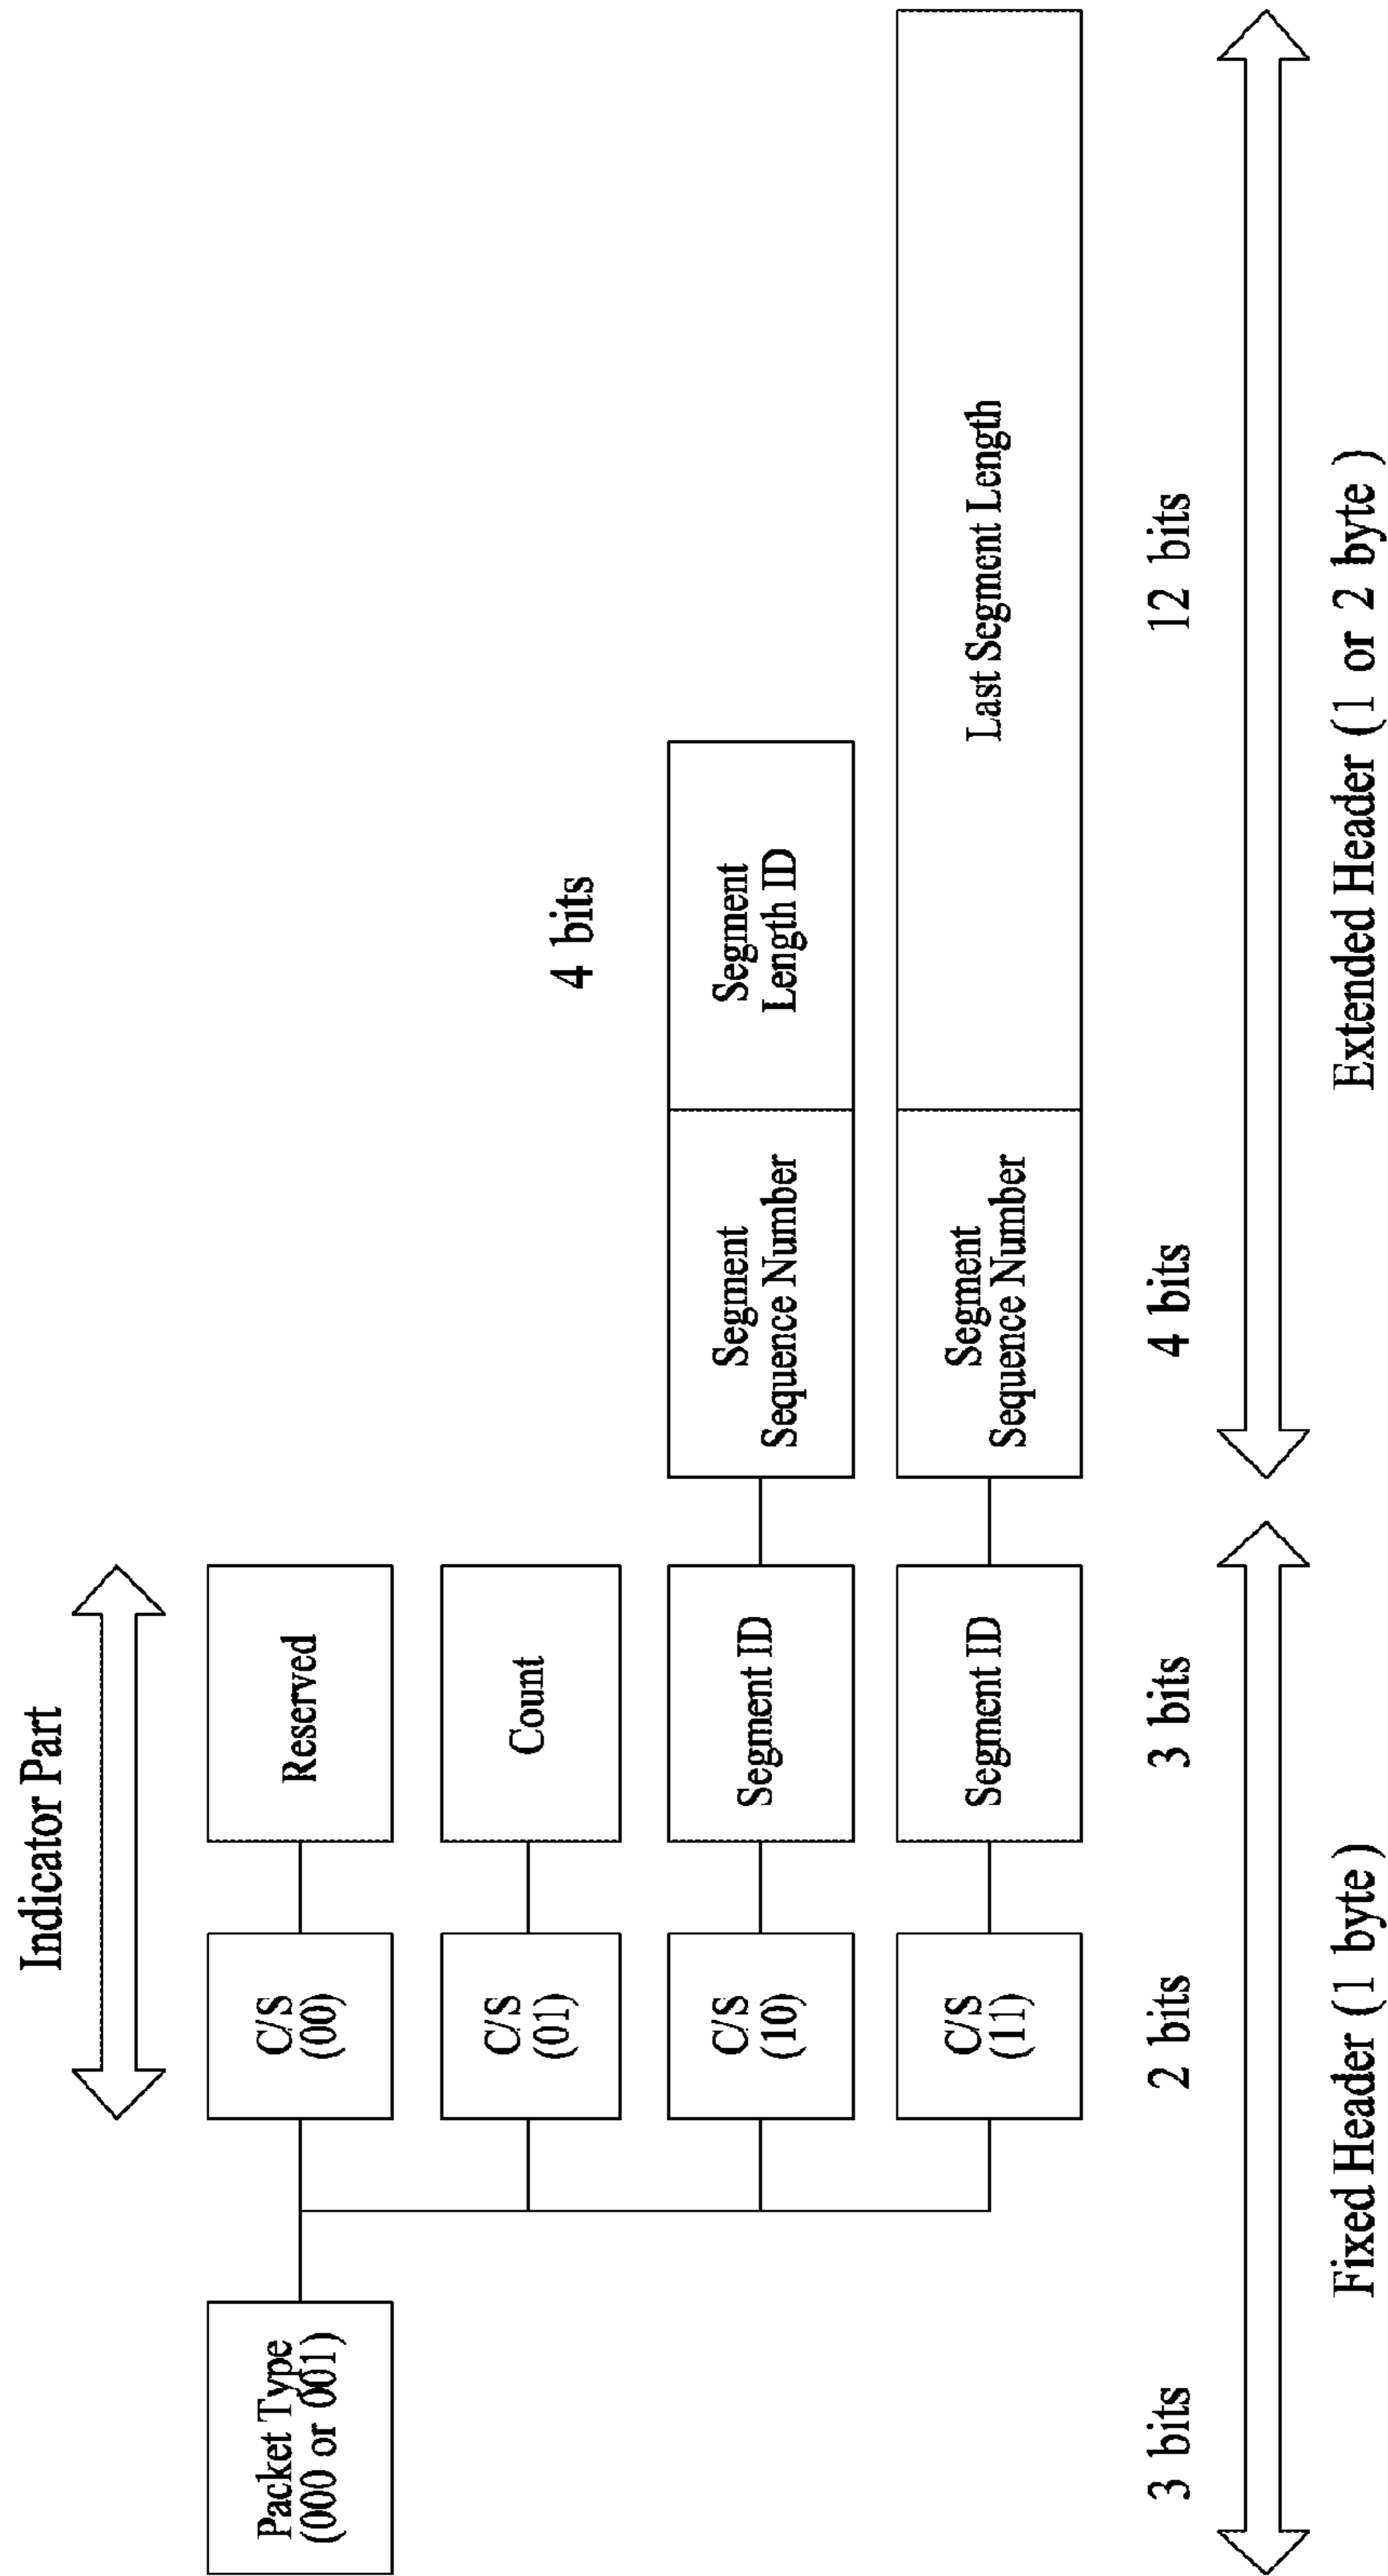 Indicator Part
Packet Type
(000 or 001)
C/S
(00)
Reserved
C/S
(01)
Count
4 bits
C/S
(10)
Segment ID
Segment
Sequence Number
Segment
Length ID
C/S
(11)
Segment ID
Segment
Sequence Number
Last Segment Length
3 bits
2 bits
3 bits
4 bits
12 bits
Fixed Header (1 byte)
Extended Header (1 or 2 byte)